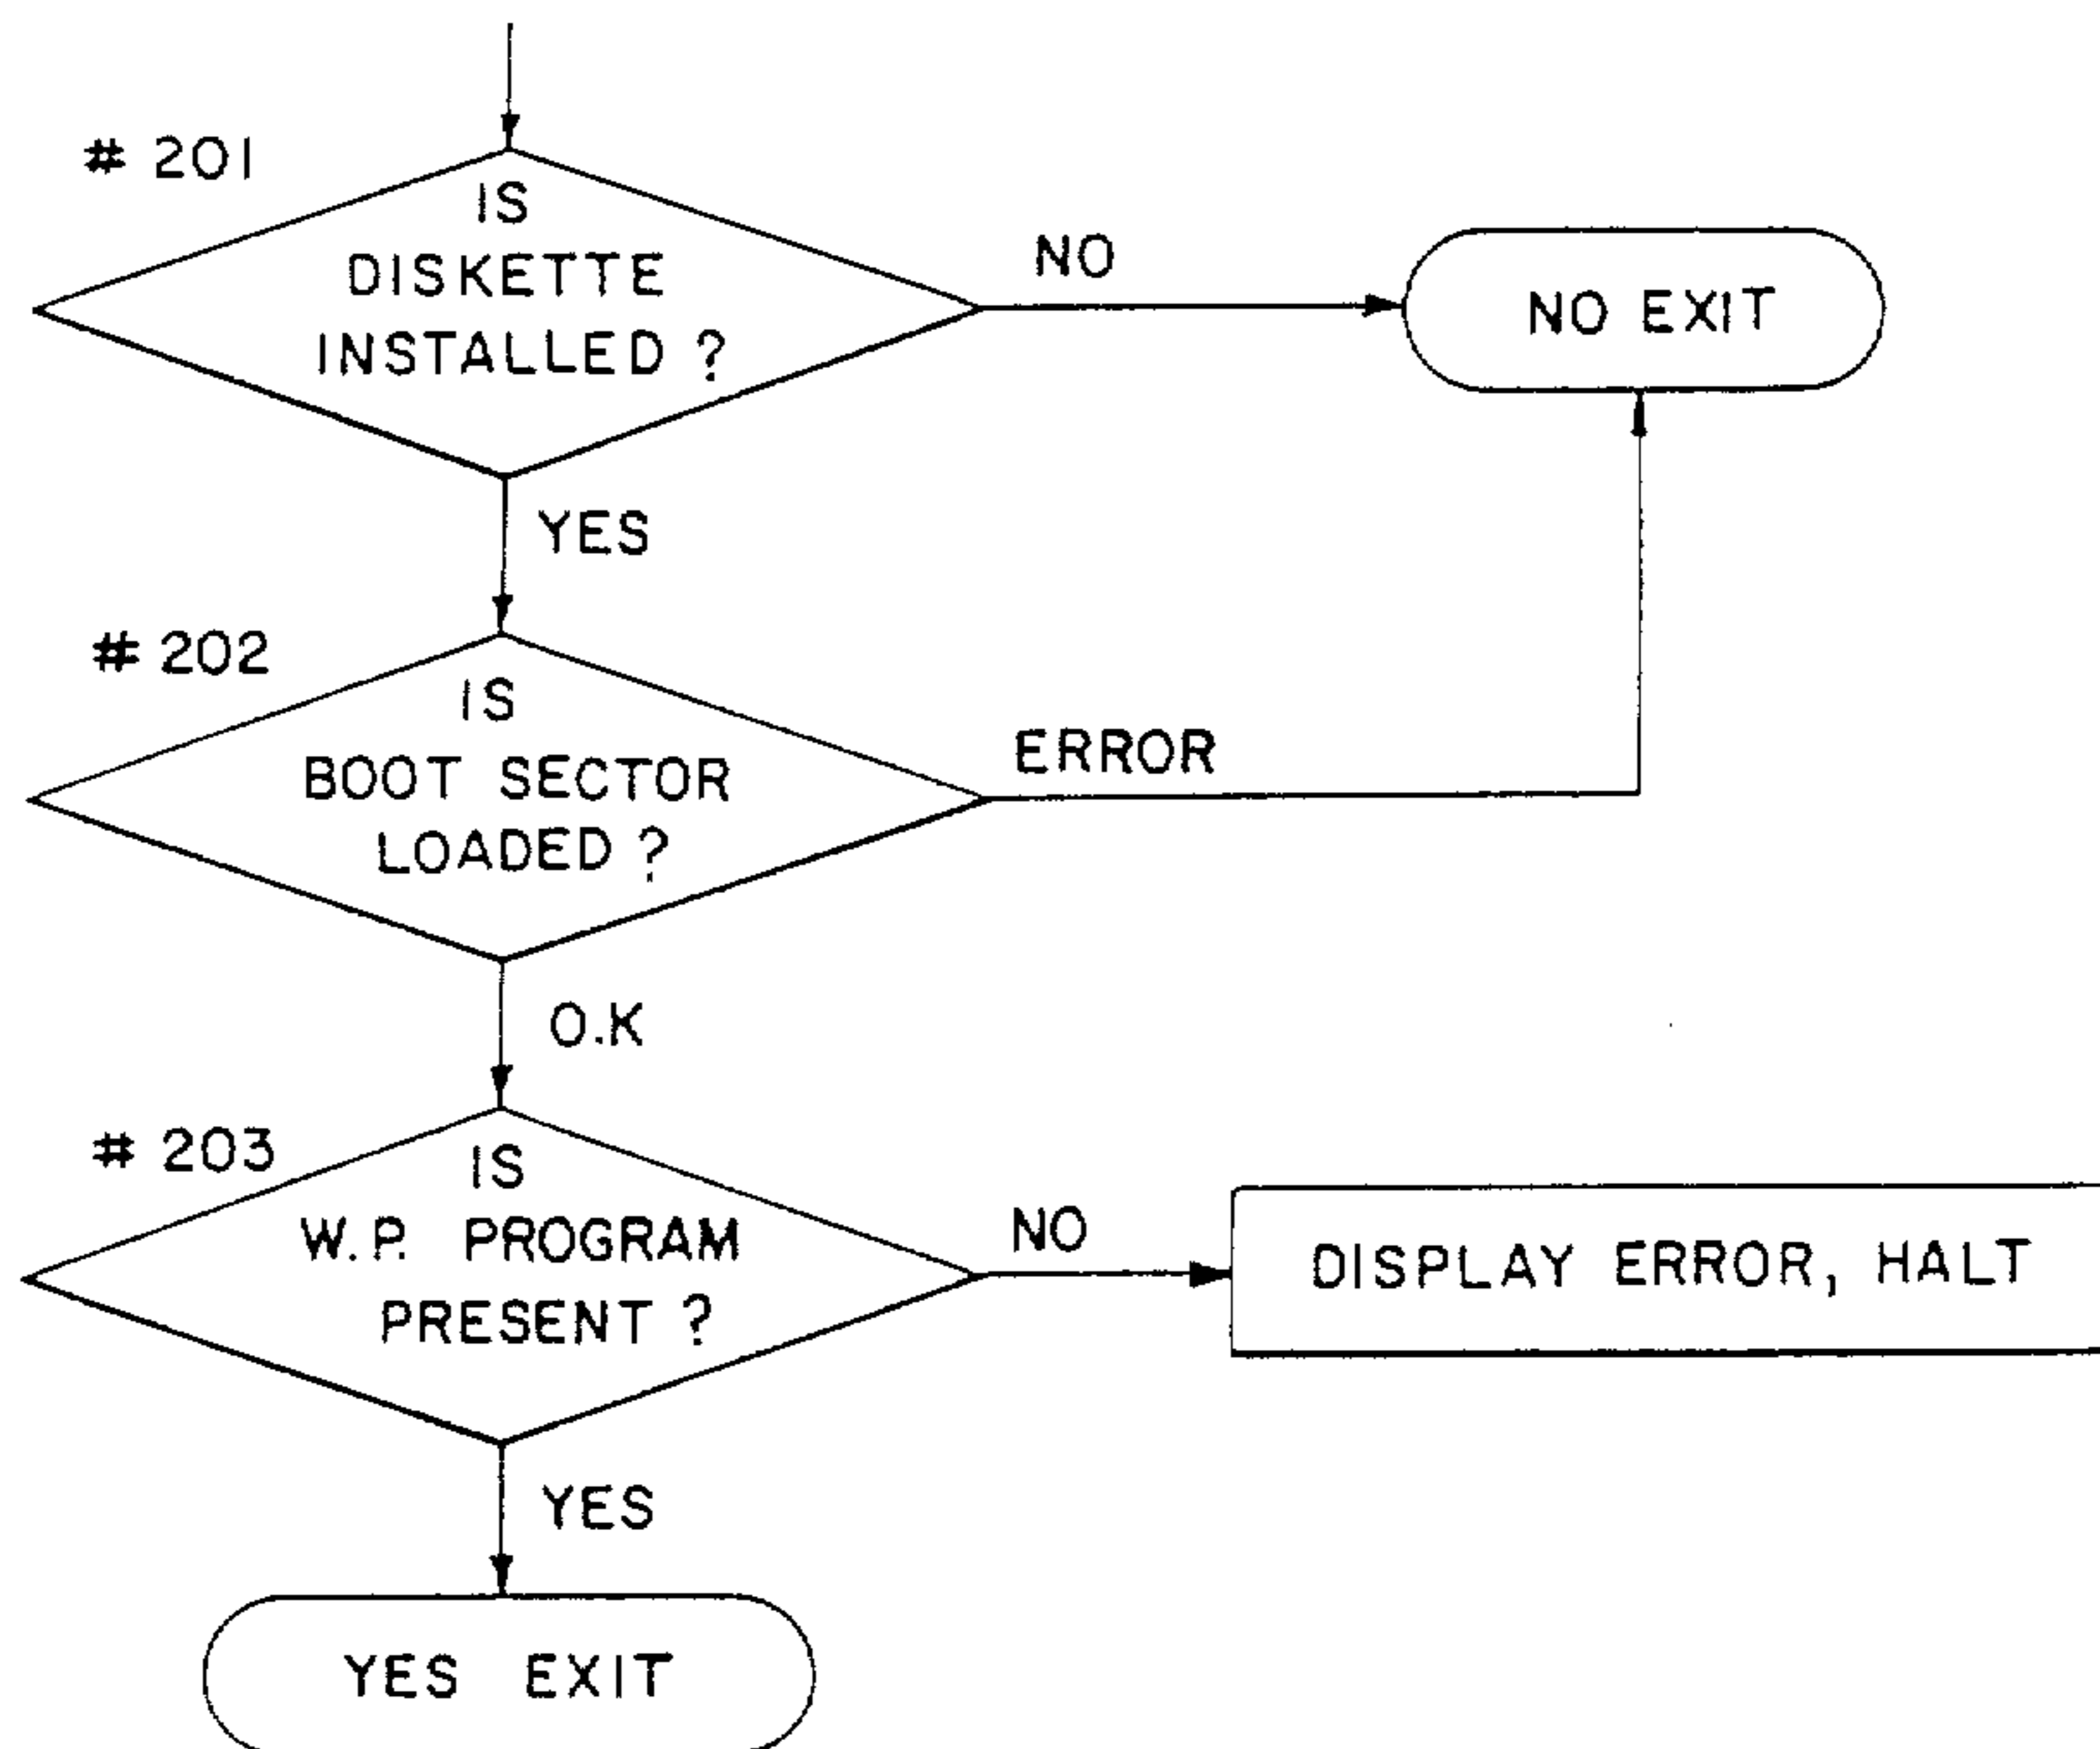 # 201
IS
DISKETTE
INSTALLED ?
NO
NO EXIT
YES
# 202
IS
BOOT SECTOR
LOADED ?
ERROR
O.K
# 203
IS
W.P. PROGRAM
PRESENT ?
NO
DISPLAY ERROR, HALT
YES
YES EXIT